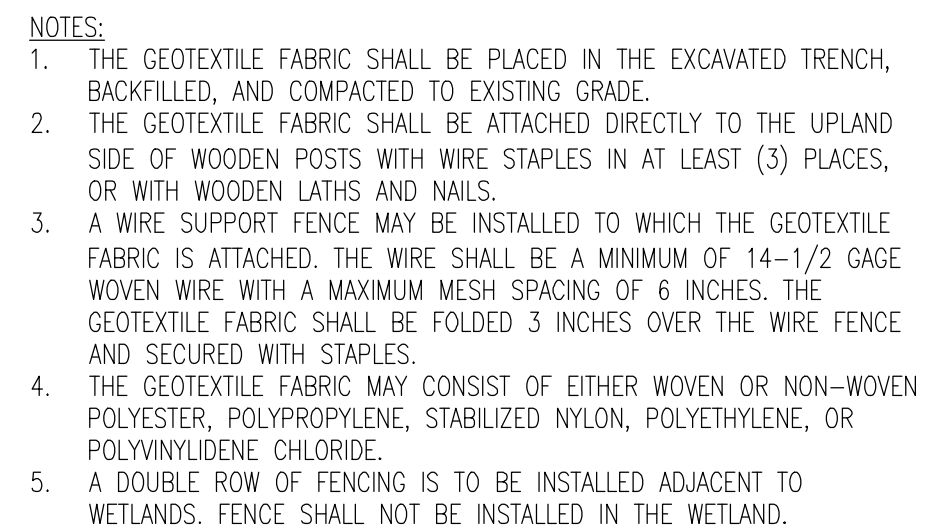 NOTES:
1. THE GEOTEXTILE FABRIC SHALL BE PLACED IN THE EXCAVATED TRENCH,
BACKFILLED, AND COMPACTED TO EXISTING GRADE.
2. THE GEOTEXTILE FABRIC SHALL BE ATTACHED DIRECTLY TO THE UPLAND
SIDE OF WOODEN POSTS WITH WIRE STAPLES IN AT LEAST (3) PLACES,
OR WITH WOODEN LATHS AND NAILS.
3. A WIRE SUPPORT FENCE MAY BE INSTALLED TO WHICH THE GEOTEXTILE
FABRIC IS ATTACHED. THE WIRE SHALL BE A MINIMUM OF 14-1/2 GAGE
WOVEN WIRE WITH A MAXIMUM MESH SPACING OF 6 INCHES. THE
GEOTEXTILE FABRIC SHALL BE FOLDED 3 INCHES OVER THE WIRE FENCE
AND SECURED WITH STAPLES.
4. THE GEOTEXTILE FABRIC MAY CONSIST OF EITHER WOVEN OR NON-WOVEN
POLYESTER, POLYPROPYLENE, STABILIZED NYLON, POLYETHYLENE, OR
POLYVINYLIDENE CHLORIDE.
5. A DOUBLE ROW OF FENCING IS TO BE INSTALLED ADJACENT TO
WETLANDS. FENCE SHALL NOT BE INSTALLED IN THE WETLAND.